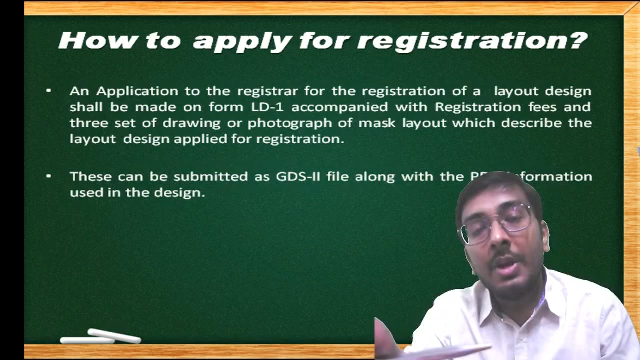 How to apply for registration?
An Application to the registrar for the registration of a layout design
shall be made on form LD-1 accompanied with Registration fees and
three set of drawing or photograph of mask layout which describe the
layout design applied for registration.
These can be submitted as GDS-II file along with the
used in the design.